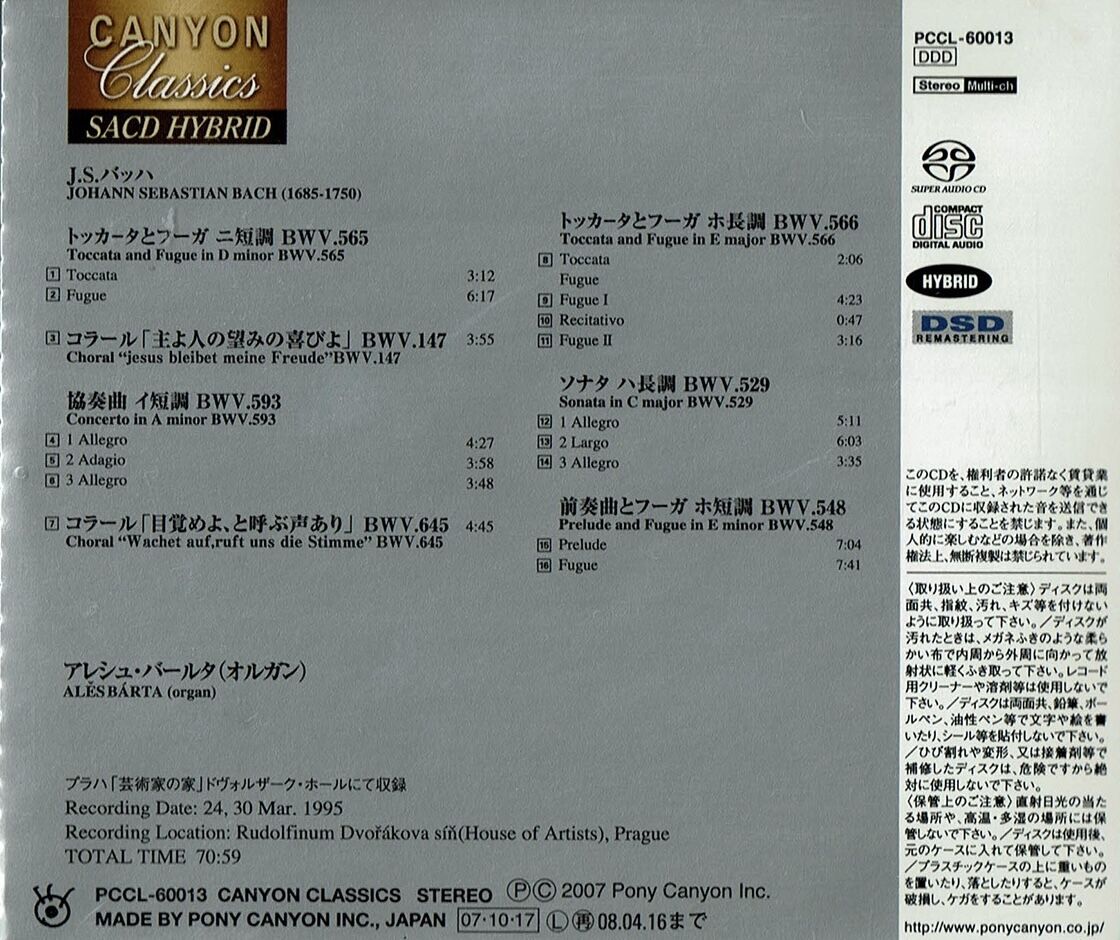 CANYON
Classics
SACD HYBRID
J.S.バッハ
JOHANN SEBASTIAN BACH (1685-1750)
トッカータとフーガ ニ短調 BWV.565
Toccata and Fugue in D minor BWV.565
1 Toccata 3:12
2 Fugue 6:17
3 コラール「主よ人の望みの喜びよ」BWV.147 3:55
Choral “jesus bleibet meine Freude”BWV.147
協奏曲 イ短調 BWV.593
Concerto in A minor BWV.593
4 1 Allegro 4:27
5 2 Adagio 3:58
6 3 Allegro 3:48
7 コラール「目覚めよ、と呼ぶ声あり」 BWV.645 4:45
Choral “Wachet auf,ruft uns die Stimme” BWV.645
トッカータとフーガ ホ長調 BWV.566
Toccata and Fugue in E major BWV.566
8 Toccata 2:06
Fugue
9 Fugue I 4:23
10 Recitativo 0:47
11 Fugue II 3:16
ソナタ ハ長調 BWV.529
Sonata in C major BWV.529
12 1 Allegro 5:11
13 2 Largo 6:03
14 3 Allegro 3:35
前奏曲とフーガ ホ短調 BWV.548
Prelude and Fugue in E minor BWV.548
15 Prelude 7:04
16 Fugue 7:41
アレシュ・バールタ(オルガン)
ALĚS BÁRTA (organ)
プラハ「芸術家の家」ドヴォルザーク・ホールにて収録
Recording Date: 24, 30 Mar. 1995
Recording Location: Rudolfinum Dvořákova síň(House of Artists), Prague
TOTAL TIME 70:59
PCCL-60013 CANYON CLASSICS STEREO ⓅⒸ 2007 Pony Canyon Inc.
MADE BY PONY CANYON INC., JAPAN 07·10·17 Ⓛ 再 08.04.16まで
PCCL-60013
DDD
Stereo Multi-ch
SUPER AUDIO CD
COMPACT
disc
DIGITAL AUDIO
HYBRID
DSD
REMASTERING
このCDを、権利者の許諾なく賃貸業
に使用すること、ネットワーク等を通じ
てこのCDに収録された音を送信でき
る状態にすることを禁じます。また、個
人的に楽しむなどの場合を除き、著作
権法上、無断複製は禁じられています。
〈取り扱い上のご注意〉ディスクは両
面共、指紋、汚れ、キズ等を付けない
ように取り扱って下さい。/ディスクが
汚れたときは、メガネふきのような柔ら
かい布で内周から外周に向かって放
射状に軽くふき取って下さい。レコード
用クリーナーや溶剤等は使用しないで
下さい。/ディスクは両面共、鉛筆、ボー
ルペン、油性ペン等で文字や絵を書
いたり、シール等を貼付しないで下さい。
/ひび割れや変形、又は接着剤等で
補修したディスクは、危険ですから絶
対に使用しないで下さい。
〈保管上のご注意〉直射日光の当た
る場所や、高温・多湿の場所には保
管しないで下さい。/ディスクは使用後、
元のケースに入れて保管して下さい。
/プラスチックケースの上に重いもの
を置いたり、落としたりすると、ケースが
破損し、ケガをすることがあります。
http://www.ponycanyon.co.jp/